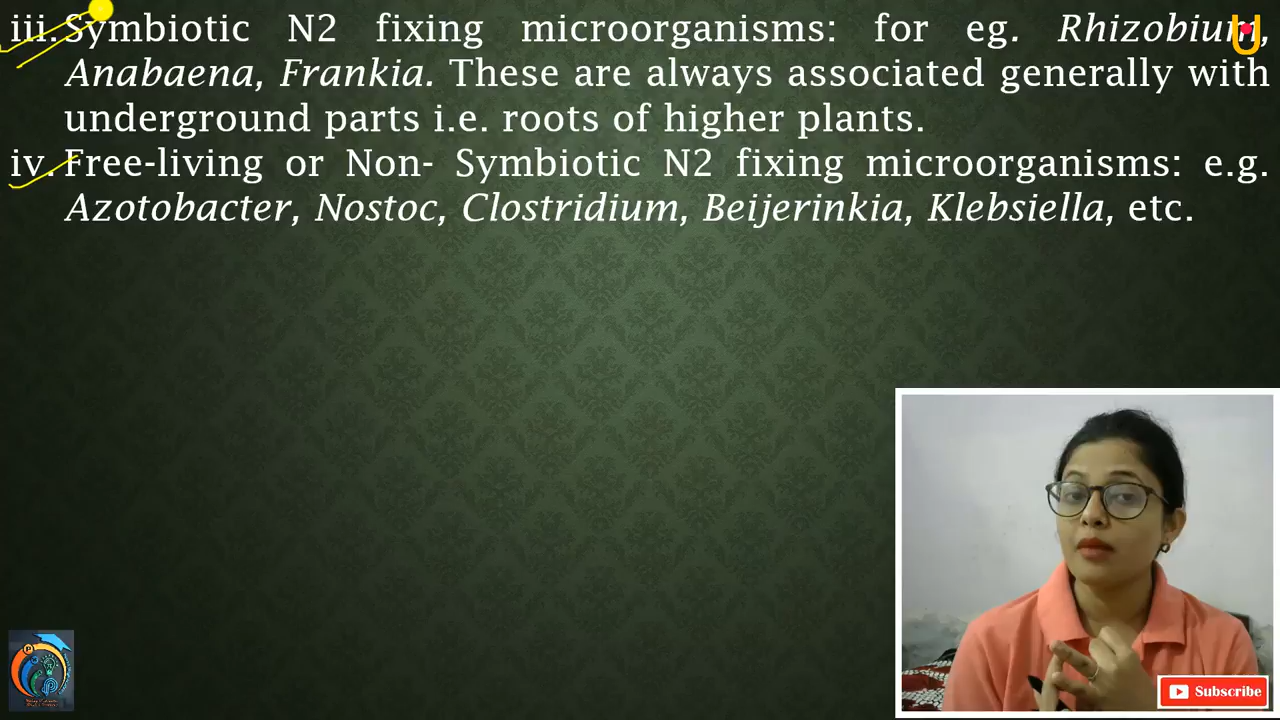 iii. Symbiotic N2 fixing microorganisms: for eg. Rhizobium,
Anabaena, Frankia. These are always associated generally with
underground parts i.e. roots of higher plants.
iv. Free-living or Non- Symbiotic N2 fixing microorganisms: e.g.
Azotobacter, Nostoc, Clostridium, Beijerinkia, Klebsiella, etc.
U
Subscribe